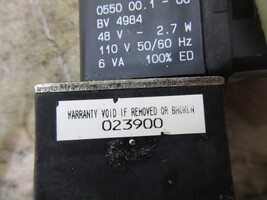 0550 00.1 - 00
BV 4984
48 V - 2.7 W
110 V 50/60 Hz
6 VA 100% ED
WARRANTY VOID IF REMOVED OR BROKEN
023900